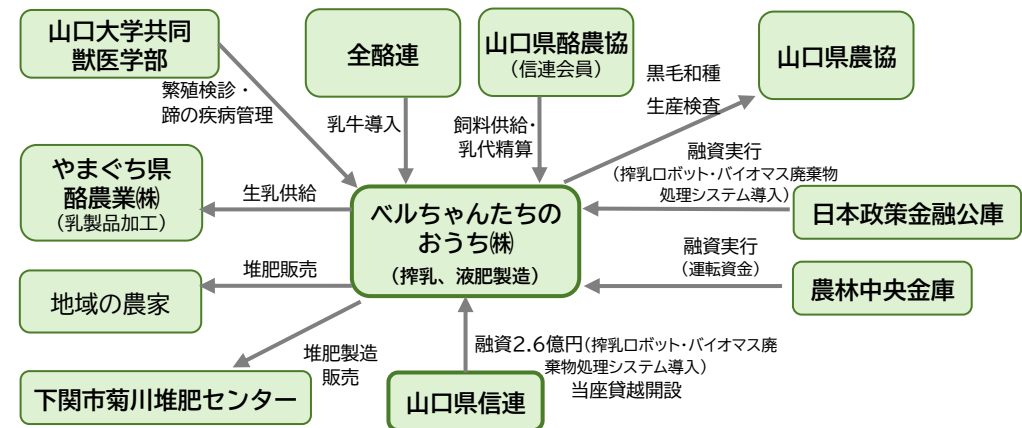 山口大学共同
獣医学部
全酪連
山口県酪農協
(信連会員)
山口県農協
繁殖検診・
蹄の疾病管理
乳牛導入
飼料供給・
乳代精算
黒毛和種
生産検査
やまぐち県
酪農業㈱
(乳製品加工)
生乳供給
ベルちゃんたちの
おうち㈱
(搾乳、液肥製造)
融資実行
(搾乳ロボット・バイオマス廃棄物
処理システム導入)
日本政策金融公庫
堆肥販売
地域の農家
融資実行
(運転資金)
農林中央金庫
堆肥製造
販売
下関市菊川堆肥センター
融資2.6億円(搾乳ロボット・バイオマス廃
棄物処理システム導入)
当座貸越開設
山口県信連